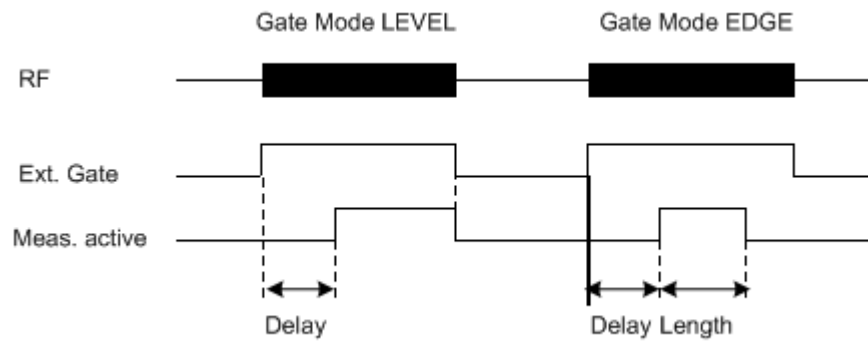 Gate Mode LEVEL Gate Mode EDGE
RF
Ext. Gate
Meas. active
Delay Delay Length